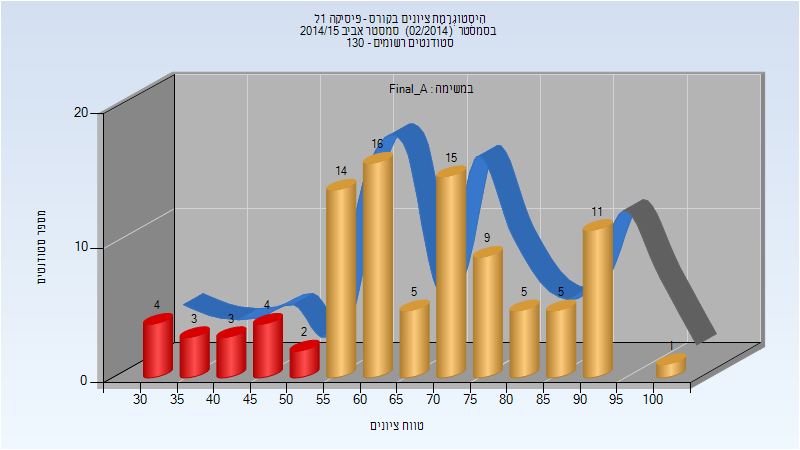 היסטוגרמת ציונים בקורס - פיסיקה 1ל
בסמסטר (02/2014) סמסטר אביב 2014/15
סטודנטים רשומים - 130
במשימה : Final_A
מספר סטודנטים
20
10
0
4
3
3
4
2
14
16
5
15
9
5
5
11
1
30 35 40 45 50 55 60 65 70 75 80 85 90 95 100
טווח ציונים